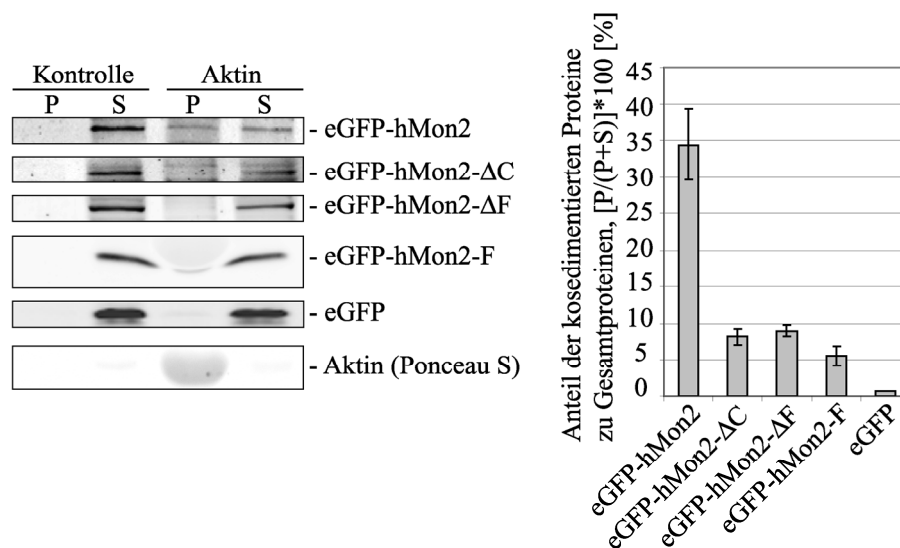 Kontrolle Aktin
P S P S
- eGFP-hMon2
- eGFP-hMon2-ΔC
- eGFP-hMon2-ΔF
- eGFP-hMon2-F
- eGFP
- Aktin (Ponceau S)
Anteil der kosedimentierten Proteine
zu Gesamtproteinen, [P/(P+S)]*100 [%]
45
40
35
30
25
20
15
10
5
0
eGFP-hMon2
eGFP-hMon2-ΔC
eGFP-hMon2-ΔF
eGFP-hMon2-F
eGFP